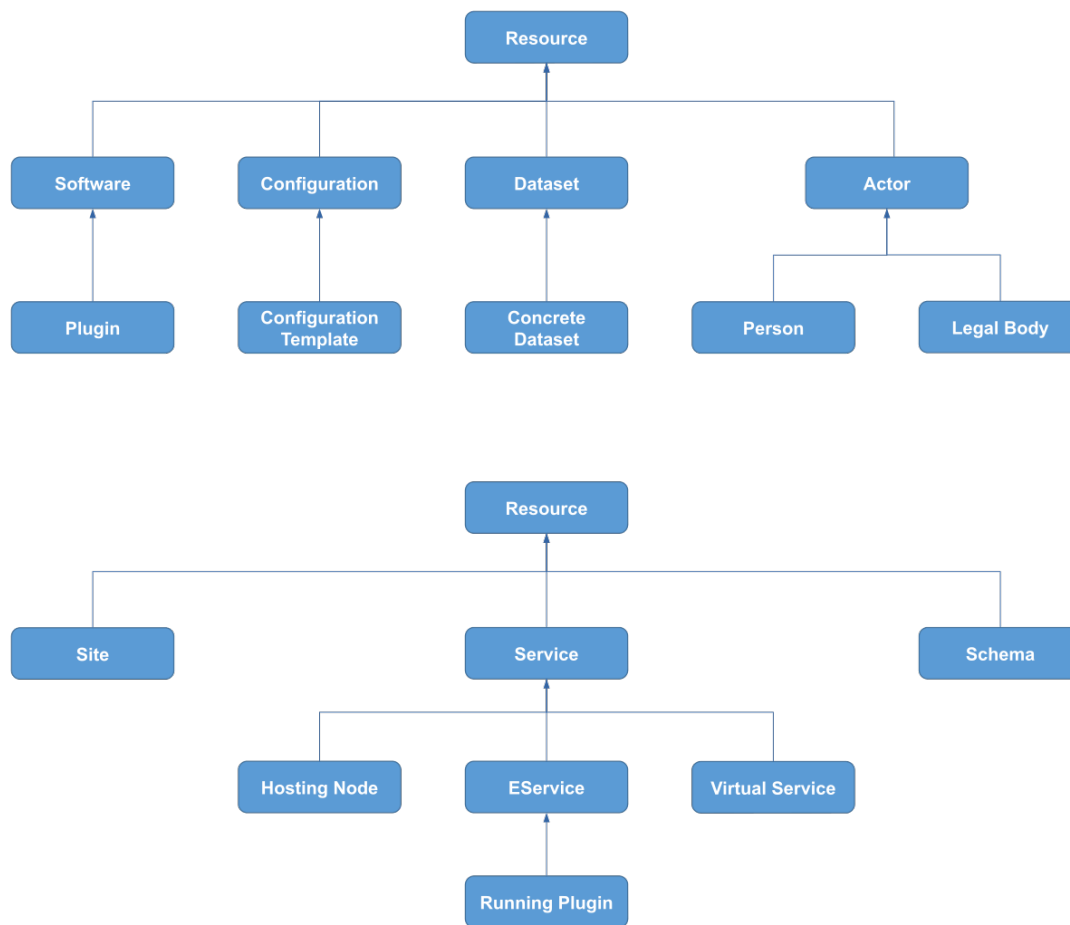 Resource
Software
Configuration
Dataset
Actor
Plugin
Configuration
Template
Concrete
Dataset
Person
Legal Body
Resource
Site
Service
Schema
Hosting Node
EService
Virtual Service
Running Plugin